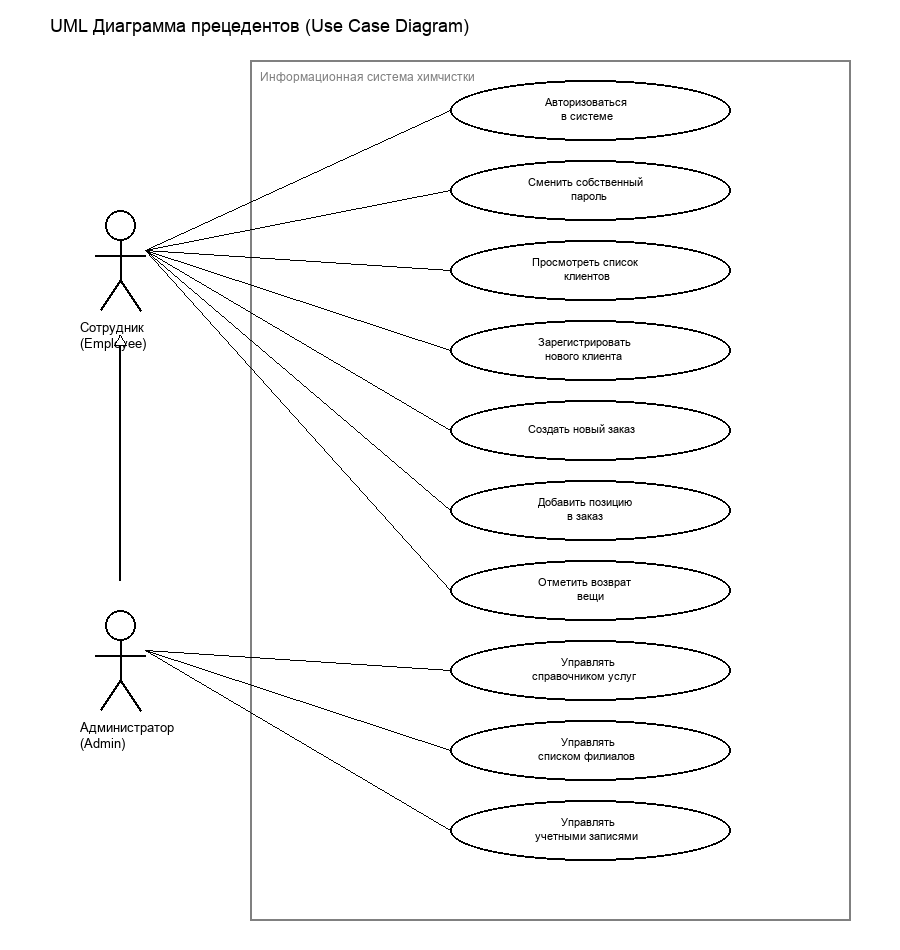 UML Диаграмма прецедентов (Use Case Diagram)
Информационная система химчистки
Авторизоваться
в системе
Сменить собственный
пароль
Просмотреть список
клиентов
Зарегистрировать
нового клиента
Создать новый заказ
Добавить позицию
в заказ
Отметить возврат
вещи
Управлять
справочником услуг
Управлять
списком филиалов
Управлять
учетными записями
Сотрудник
(Employee)
Администратор
(Admin)